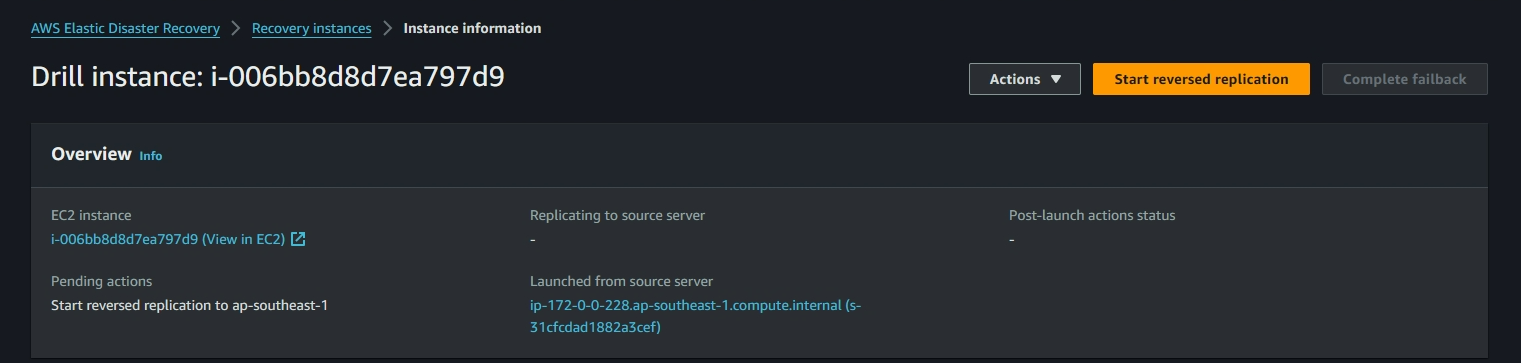 AWS Elastic Disaster Recovery > Recovery instances > Instance information
Drill instance: i-006bb8d8d7ea797d9
Actions ▼ Start reversed replication Complete failback
Overview Info
EC2 instance
i-006bb8d8d7ea797d9 (View in EC2)
Replicating to source server
-
Post-launch actions status
-
Pending actions
Start reversed replication to ap-southeast-1
Launched from source server
ip-172-0-0-228.ap-southeast-1.compute.internal (s-
31cfcdad1882a3cef)